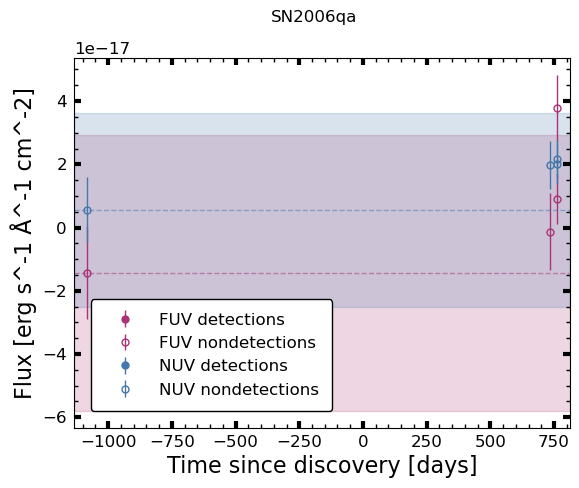 SN2006qa
1e−17
Flux [erg s^-1 Å^-1 cm^-2]
4
2
0
−2
−4
−6
FUV detections
FUV nondetections
NUV detections
NUV nondetections
−1000 −750 −500 −250 0 250 500 750
Time since discovery [days]